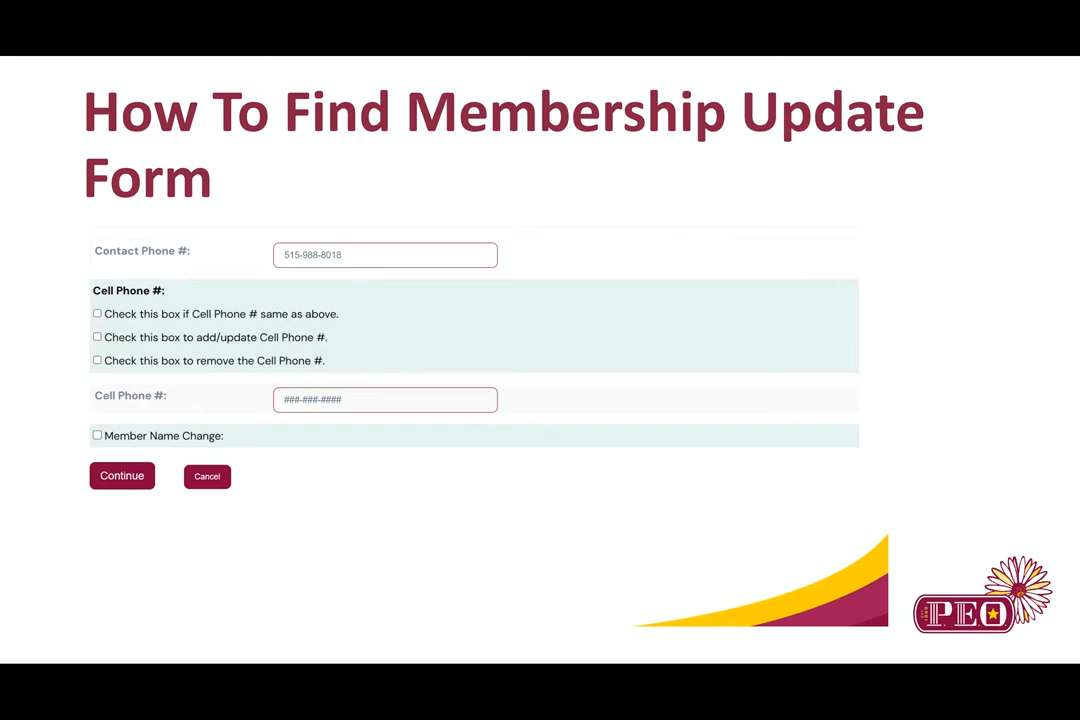 How To Find Membership Update
Form
Contact Phone #:
515-988-8018
Cell Phone #:
Check this box if Cell Phone # same as above.
Check this box to add/update Cell Phone #.
Check this box to remove the Cell Phone #.
Cell Phone #:
###-###-####
Member Name Change:
Continue
Cancel
PEO